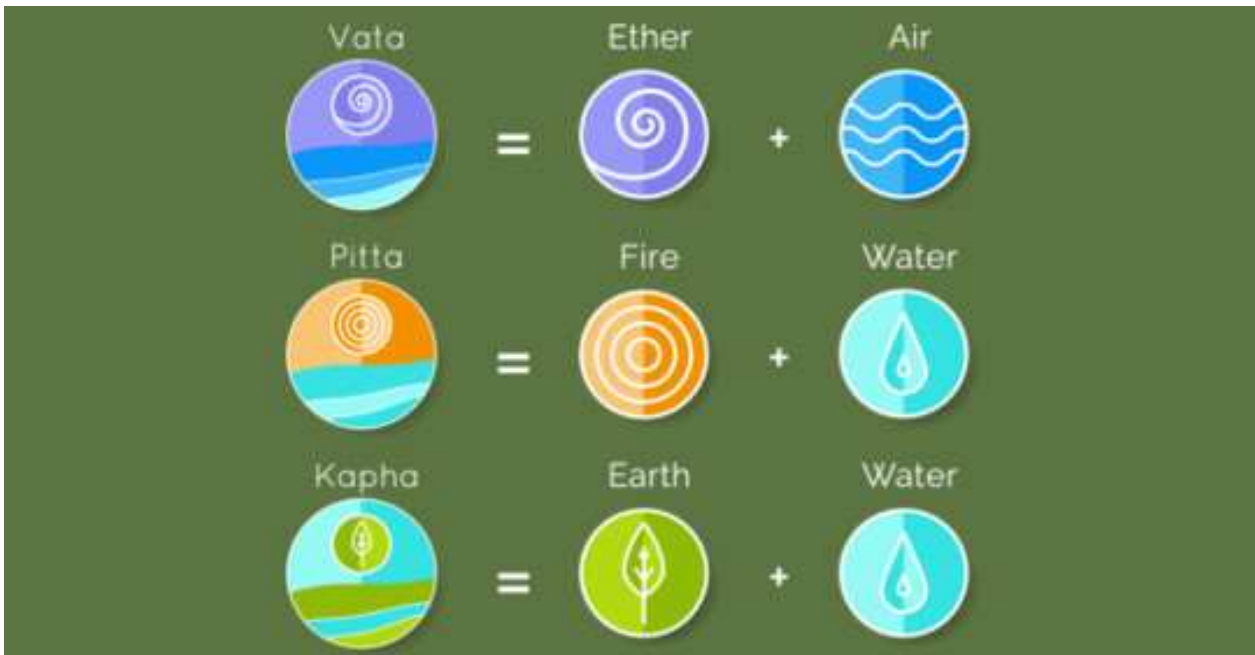 Vata Ether Air
= +
Pitta Fire Water
= +
Kapha Earth Water
= +